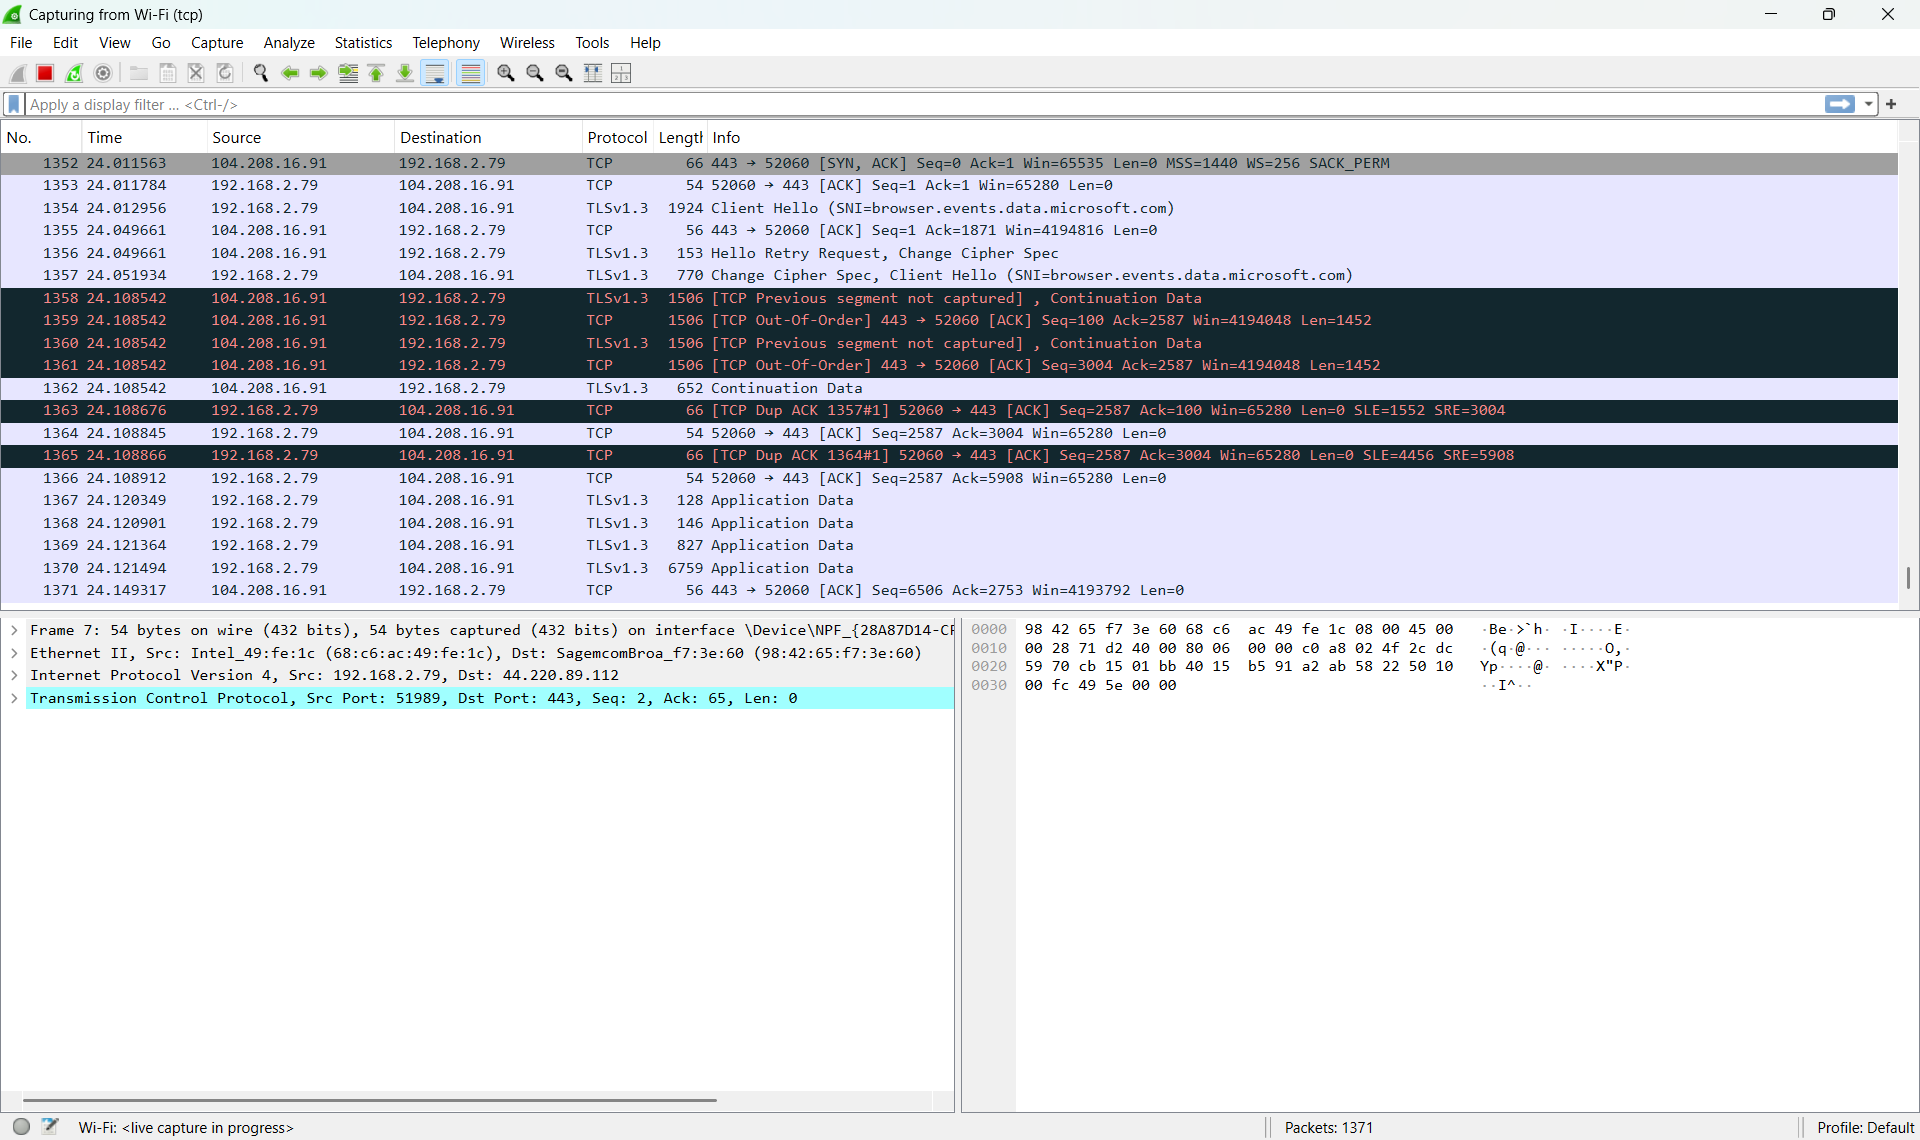 Capturing from Wi-Fi (tcp)
File Edit View Go Capture Analyze Statistics Telephony Wireless Tools Help
Apply a display filter ... <Ctrl-/>
No. Time Source Destination Protocol Length Info
1352 24.011563 104.208.16.91 192.168.2.79 TCP 66 443 → 52060 [SYN, ACK] Seq=0 Ack=1 Win=65535 Len=0 MSS=1440 WS=256 SACK_PERM
1353 24.011784 192.168.2.79 104.208.16.91 TCP 54 52060 → 443 [ACK] Seq=1 Ack=1 Win=65280 Len=0
1354 24.012956 192.168.2.79 104.208.16.91 TLSv1.3 1924 Client Hello (SNI=browser.events.data.microsoft.com)
1355 24.049661 104.208.16.91 192.168.2.79 TCP 56 443 → 52060 [ACK] Seq=1 Ack=1871 Win=4194816 Len=0
1356 24.049661 104.208.16.91 192.168.2.79 TLSv1.3 153 Hello Retry Request, Change Cipher Spec
1357 24.051934 192.168.2.79 104.208.16.91 TLSv1.3 770 Change Cipher Spec, Client Hello (SNI=browser.events.data.microsoft.com)
1358 24.108542 104.208.16.91 192.168.2.79 TLSv1.3 1506 [TCP Previous segment not captured] , Continuation Data
1359 24.108542 104.208.16.91 192.168.2.79 TCP 1506 [TCP Out-Of-Order] 443 → 52060 [ACK] Seq=100 Ack=2587 Win=4194048 Len=1452
1360 24.108542 104.208.16.91 192.168.2.79 TLSv1.3 1506 [TCP Previous segment not captured] , Continuation Data
1361 24.108542 104.208.16.91 192.168.2.79 TCP 1506 [TCP Out-Of-Order] 443 → 52060 [ACK] Seq=3004 Ack=2587 Win=4194048 Len=1452
1362 24.108542 104.208.16.91 192.168.2.79 TLSv1.3 652 Continuation Data
1363 24.108676 192.168.2.79 104.208.16.91 TCP 66 [TCP Dup ACK 1357#1] 52060 → 443 [ACK] Seq=2587 Ack=100 Win=65280 Len=0 SLE=1552 SRE=3004
1364 24.108845 192.168.2.79 104.208.16.91 TCP 54 52060 → 443 [ACK] Seq=2587 Ack=3004 Win=65280 Len=0
1365 24.108866 192.168.2.79 104.208.16.91 TCP 66 [TCP Dup ACK 1364#1] 52060 → 443 [ACK] Seq=2587 Ack=3004 Win=65280 Len=0 SLE=4456 SRE=5908
1366 24.108912 192.168.2.79 104.208.16.91 TCP 54 52060 → 443 [ACK] Seq=2587 Ack=5908 Win=65280 Len=0
1367 24.120349 192.168.2.79 104.208.16.91 TLSv1.3 128 Application Data
1368 24.120901 192.168.2.79 104.208.16.91 TLSv1.3 146 Application Data
1369 24.121364 192.168.2.79 104.208.16.91 TLSv1.3 827 Application Data
1370 24.121494 192.168.2.79 104.208.16.91 TLSv1.3 6759 Application Data
1371 24.149317 104.208.16.91 192.168.2.79 TCP 56 443 → 52060 [ACK] Seq=6506 Ack=2753 Win=4193792 Len=0
Frame 7: 54 bytes on wire (432 bits), 54 bytes captured (432 bits) on interface \Device\NPF_{28A87D14-CF
Ethernet II, Src: Intel_49:fe:1c (68:c6:ac:49:fe:1c), Dst: SagemcomBroa_f7:3e:60 (98:42:65:f7:3e:60)
Internet Protocol Version 4, Src: 192.168.2.79, Dst: 44.220.89.112
Transmission Control Protocol, Src Port: 51989, Dst Port: 443, Seq: 2, Ack: 65, Len: 0
0000 98 42 65 f7 3e 60 68 c6 ac 49 fe 1c 08 00 45 00 ·Be·>`h· ·I····E·
0010 00 28 71 d2 40 00 80 06 00 00 c0 a8 02 4f 2c dc ·(q·@··· ·····O,·
0020 59 70 cb 15 01 bb 40 15 b5 91 a2 ab 58 22 50 10 Yp····@· ····X"P·
0030 00 fc 49 5e 00 00 ··I^··
Wi-Fi: <live capture in progress> Packets: 1371 Profile: Default